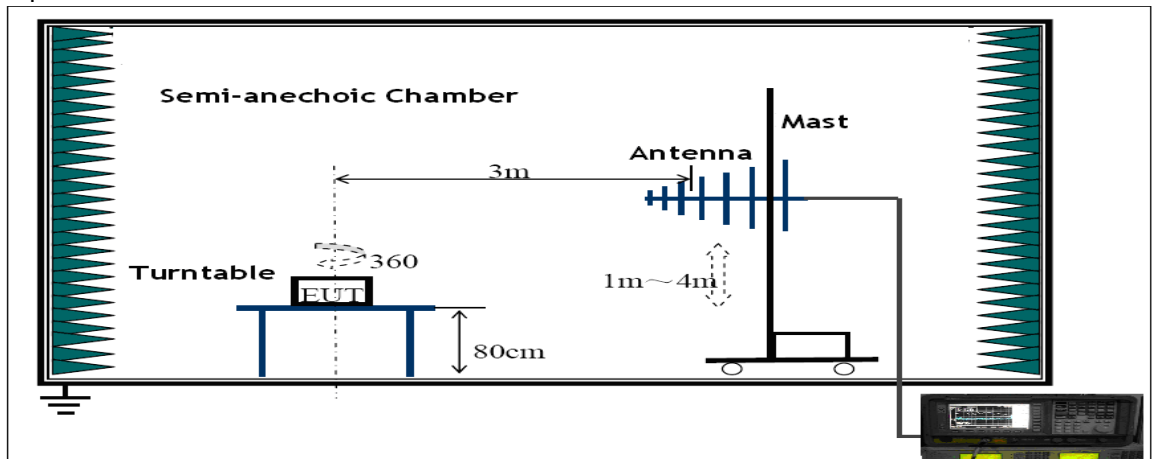 Semi-anechoic Chamber
Mast
Antenna
3m
360
Turntable
EUT
1m～4m
80cm